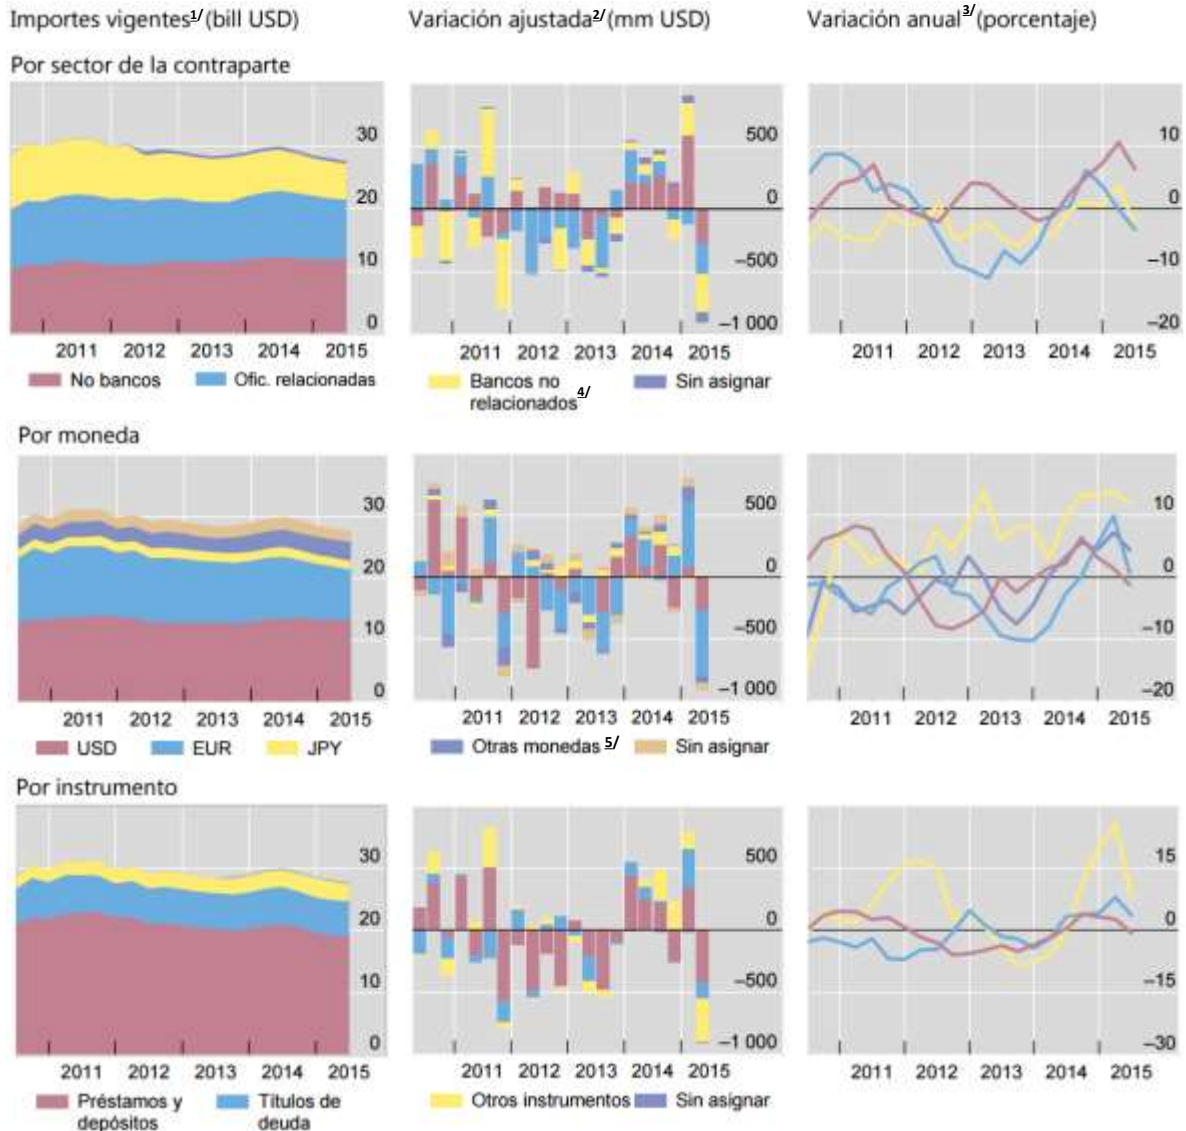 Importes vigentes1/ (bill USD)
Variación ajustada2/ (mm USD)
Variación anual3/ (porcentaje)
Por sector de la contraparte
30
20
10
0
2011 2012 2013 2014 2015
500
0
–500
–1 000
2011 2012 2013 2014 2015
10
0
–10
–20
2011 2012 2013 2014 2015
No bancos
Ofic. relacionadas
Bancos no
relacionados4/
Sin asignar
Por moneda
30
20
10
0
2011 2012 2013 2014 2015
500
0
–500
–1 000
2011 2012 2013 2014 2015
10
0
–10
–20
2011 2012 2013 2014 2015
USD
EUR
JPY
Otras monedas 5/
Sin asignar
Por instrumento
30
20
10
0
2011 2012 2013 2014 2015
500
0
–500
–1 000
2011 2012 2013 2014 2015
15
0
–15
–30
2011 2012 2013 2014 2015
Préstamos y
depósitos
Títulos de
deuda
Otros instrumentos
Sin asignar